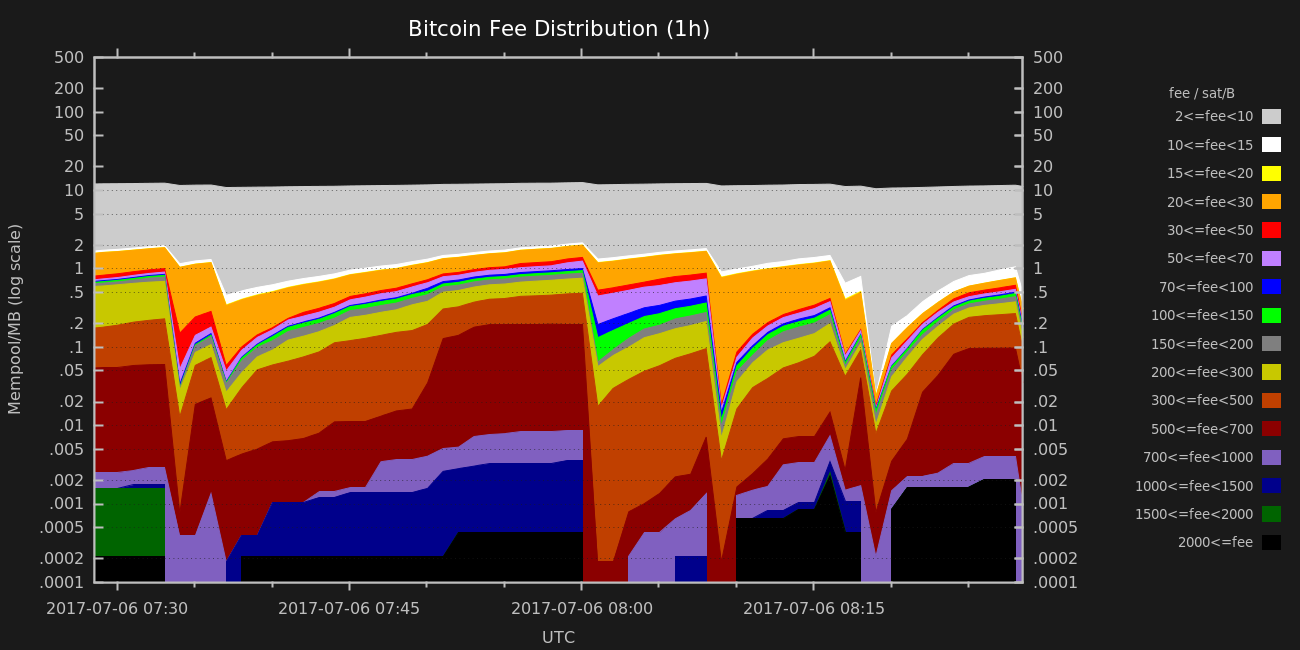 Bitcoin Fee Distribution (1h)
500
200
100
50
20
10
5
2
1
.5
.2
.1
.05
.02
.01
.005
.002
.001
.0005
.0002
.0001
Mempool/MB (log scale)
500
200
100
50
20
10
5
2
1
.5
.2
.1
.05
.02
.01
.005
.002
.001
.0005
.0002
.0001
2017-07-06 07:30
2017-07-06 07:45
2017-07-06 08:00
2017-07-06 08:15
UTC
fee / sat/B
2<=fee<10
10<=fee<15
15<=fee<20
20<=fee<30
30<=fee<50
50<=fee<70
70<=fee<100
100<=fee<150
150<=fee<200
200<=fee<300
300<=fee<500
500<=fee<700
700<=fee<1000
1000<=fee<1500
1500<=fee<2000
2000<=fee